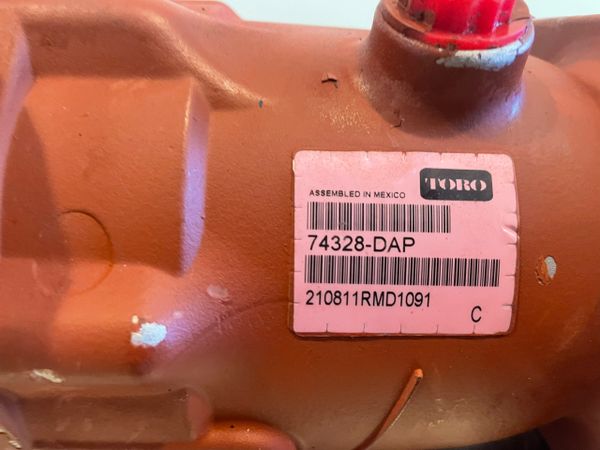 TORO
ASSEMBLED IN MEXICO
74328-DAP
210811RMD1091
C